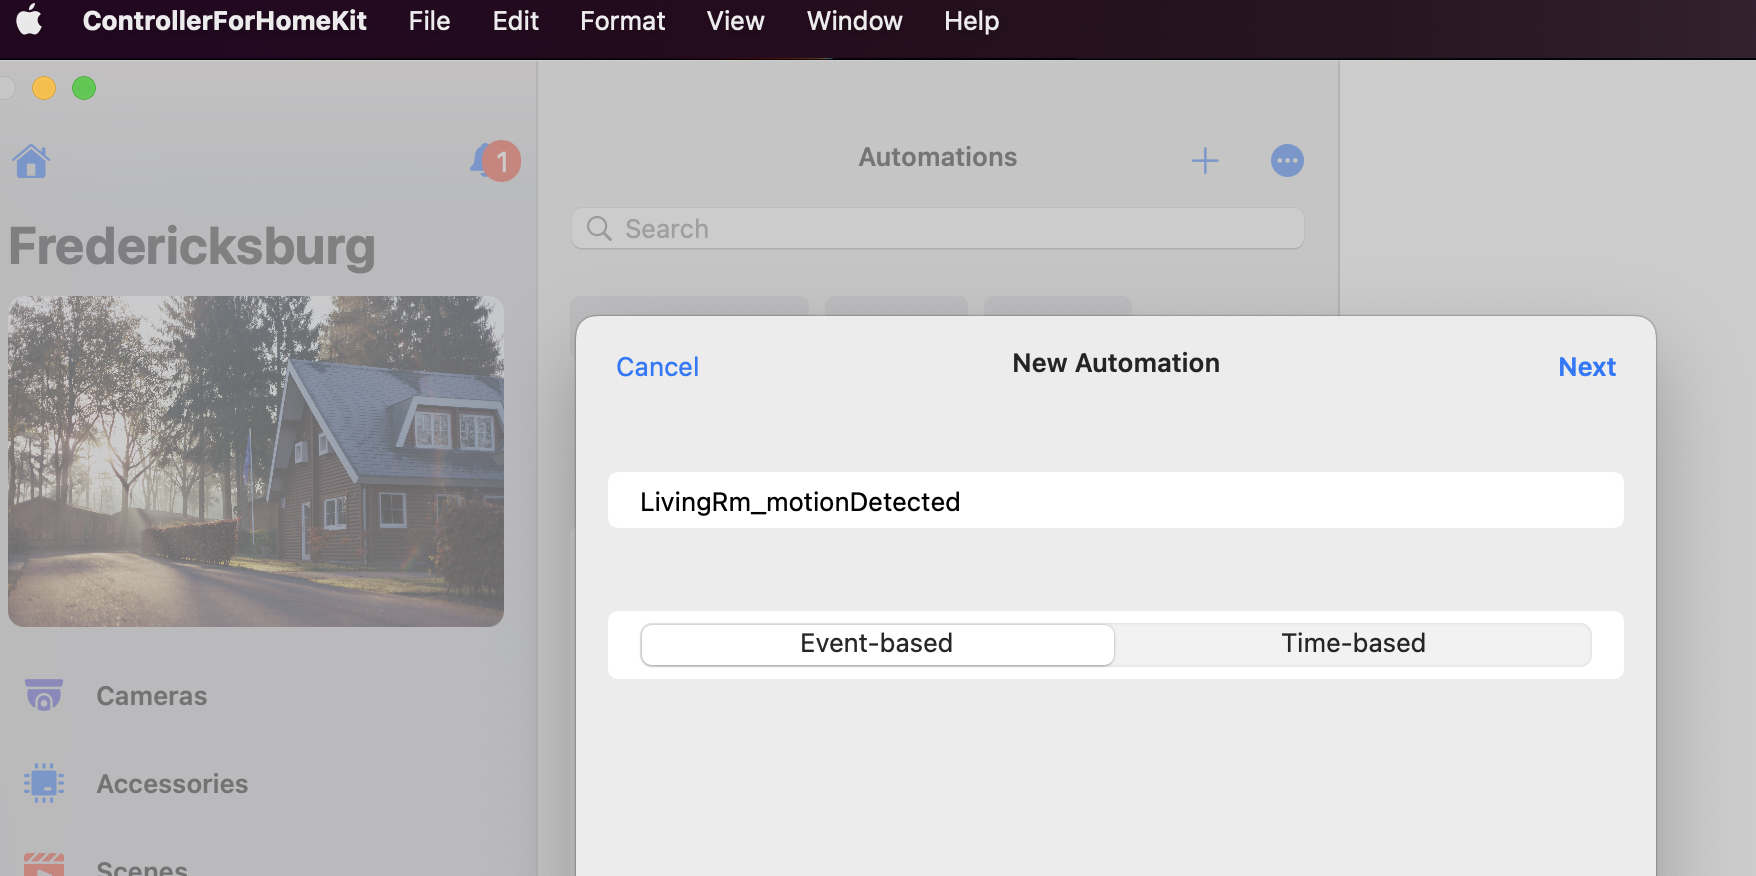 ControllerForHomeKit File Edit Format View Window Help
1
Fredericksburg
Cameras
Accessories
Scenes
Automations
Search
Cancel New Automation Next
LivingRm_motionDetected
Event-based Time-based